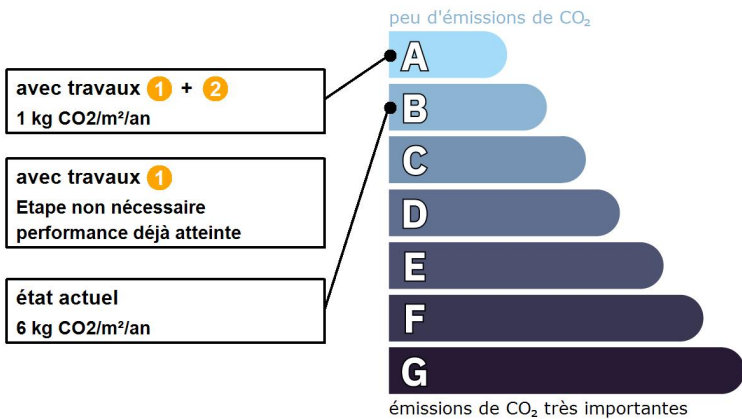 peu d'émissions de CO₂
avec travaux 1 + 2
1 kg CO2/m²/an
avec travaux 1
Etape non nécessaire
performance déjà atteinte
état actuel
6 kg CO2/m²/an
A
B
C
D
E
F
G
émissions de CO₂ très importantes